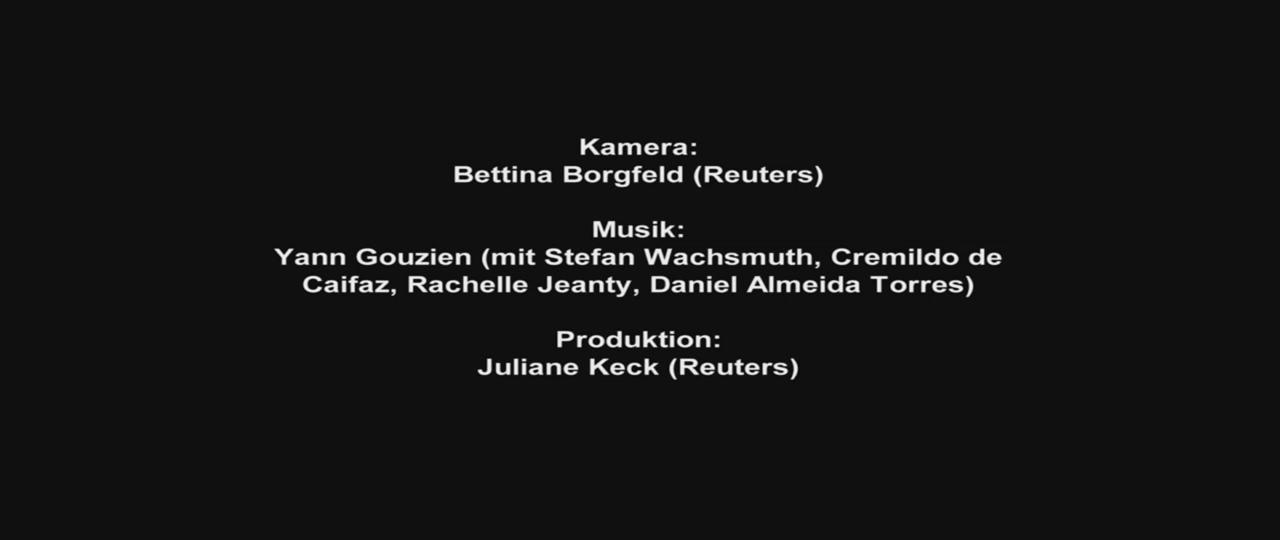 Kamera:
Bettina Borgfeld (Reuters)
Musik:
Yann Gouzien (mit Stefan Wachsmuth, Cremildo de
Caifaz, Rachelle Jeanty, Daniel Almeida Torres)
Produktion:
Juliane Keck (Reuters)